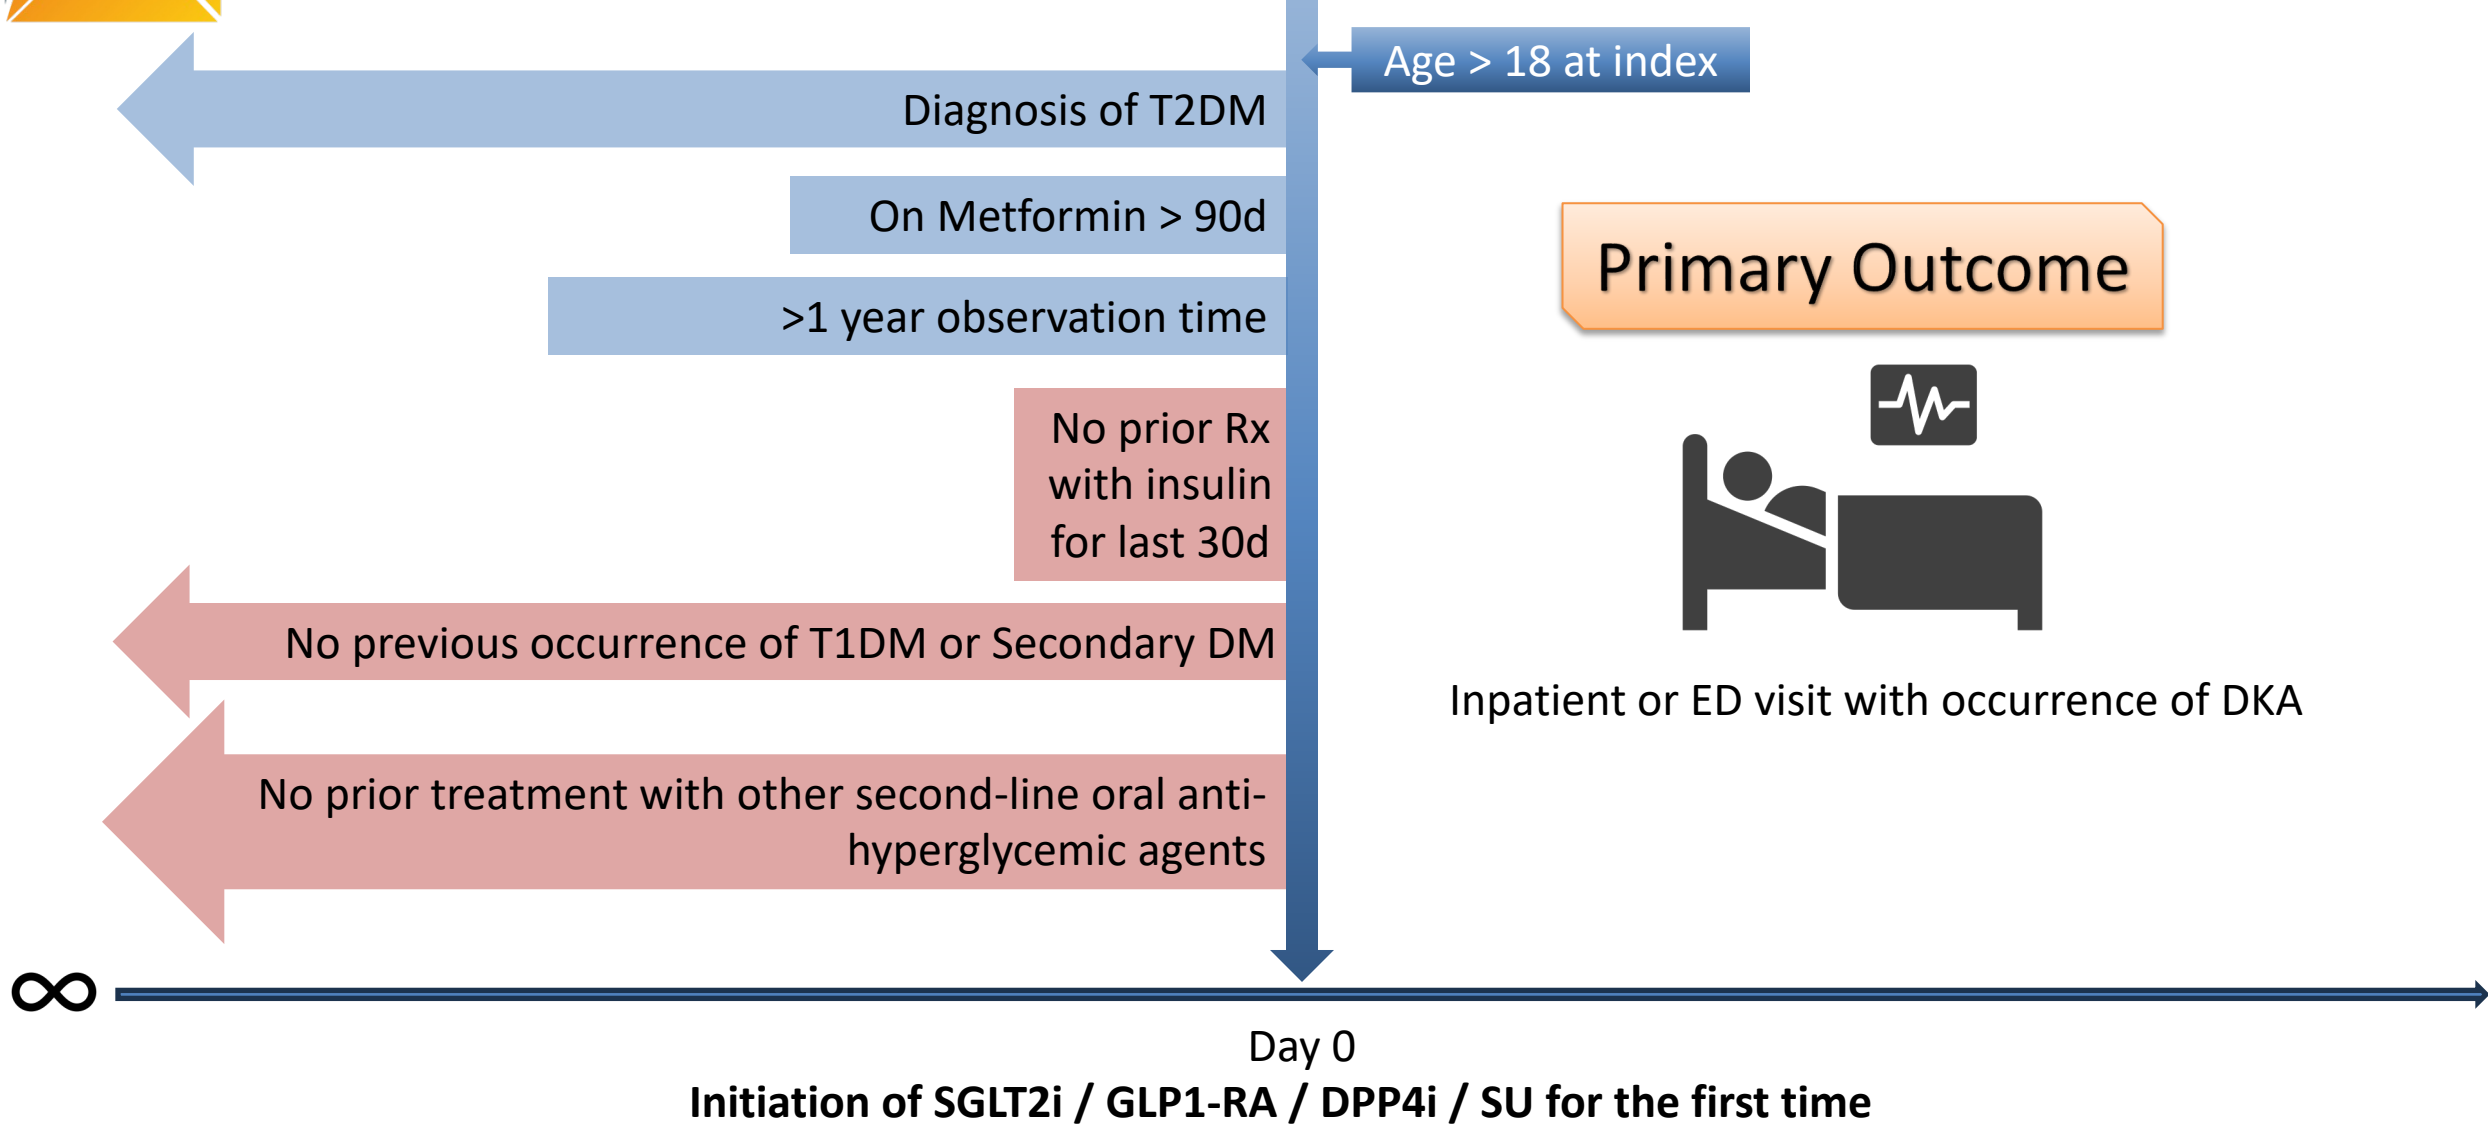 Age > 18 at index
Diagnosis of T2DM
On Metformin > 90d
>1 year observation time
No prior Rx
with insulin
for last 30d
No previous occurrence of T1DM or Secondary DM
No prior treatment with other second-line oral anti-
hyperglycemic agents
Primary Outcome
Inpatient or ED visit with occurrence of DKA
∞
Day 0
Initiation of SGLT2i / GLP1-RA / DPP4i / SU for the first time